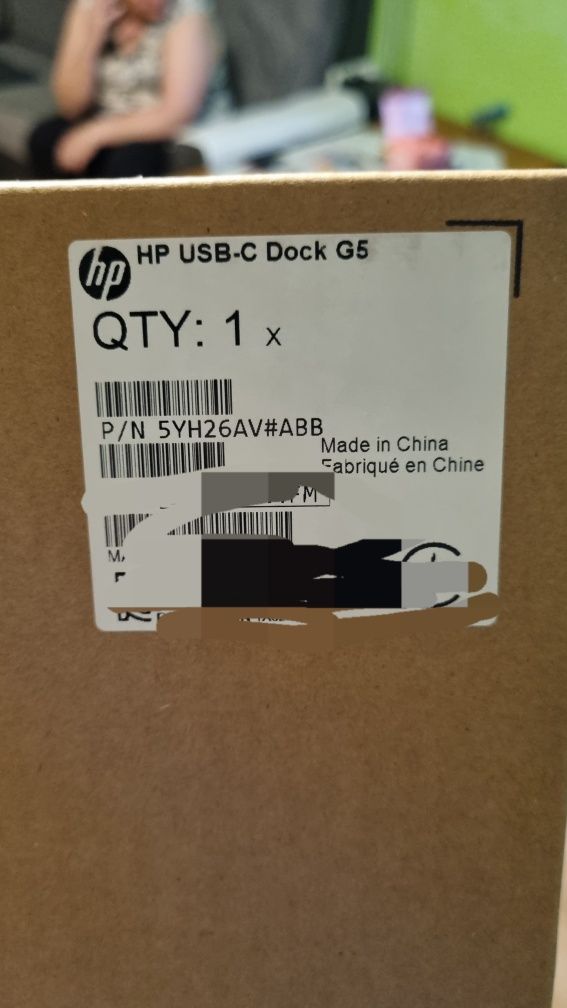 hp HP USB-C Dock G5
QTY: 1 x
P/N 5YH26AV#ABB
Made in China
Fabriqué en Chine